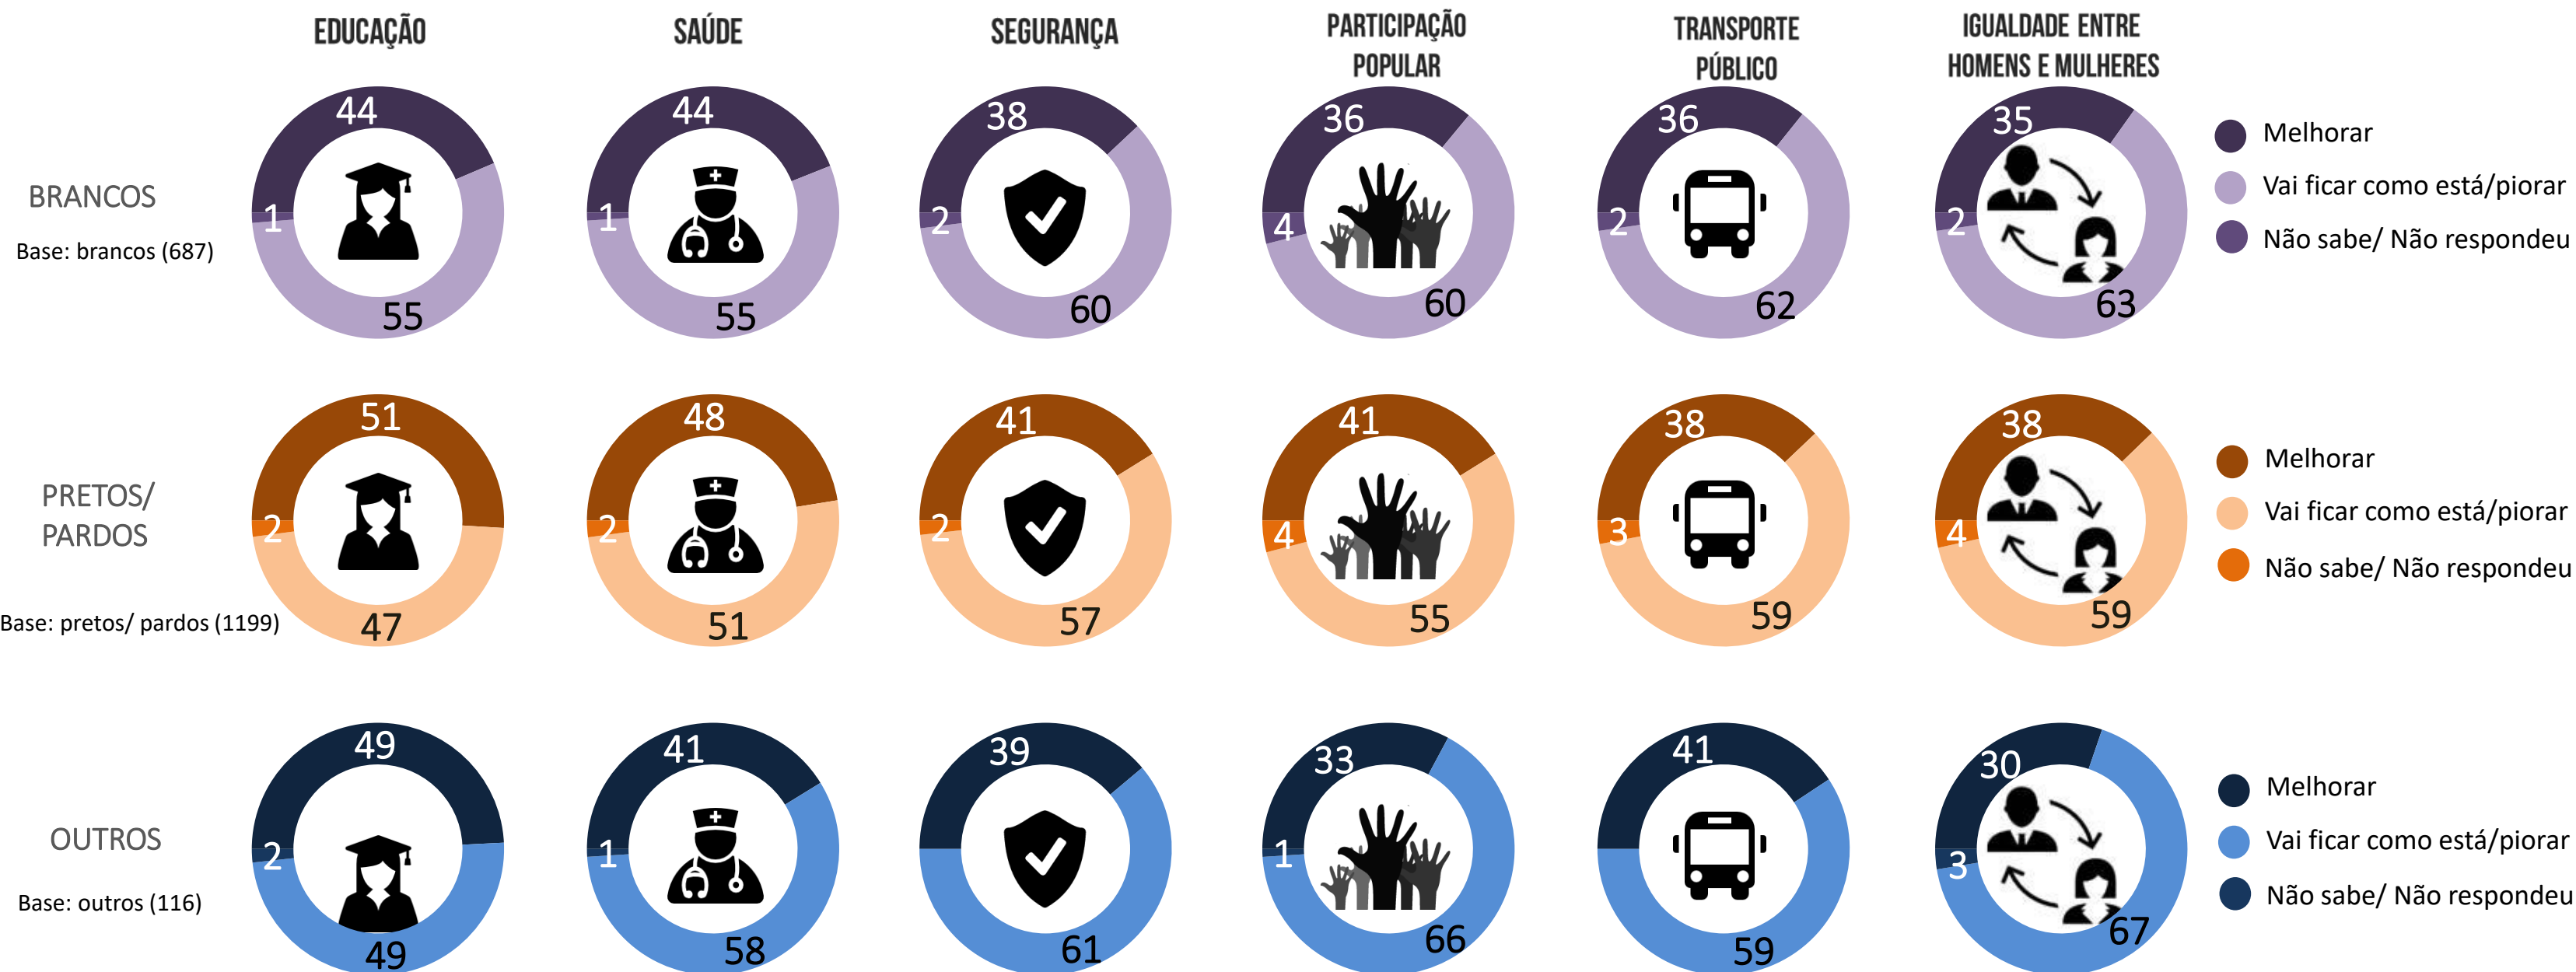 EDUCAÇÃO
SAÚDE
SEGURANÇA
PARTICIPAÇÃO
POPULAR
TRANSPORTE
PÚBLICO
IGUALDADE ENTRE
HOMENS E MULHERES
BRANCOS
Base: brancos (687)
44
1
55
44
1
55
38
2
60
36
4
60
36
2
62
35
2
63
Melhorar
Vai ficar como está/piorar
Não sabe/ Não respondeu
PRETOS/
PARDOS
Base: pretos/ pardos (1199)
51
2
47
48
2
51
41
2
57
41
4
55
38
3
59
38
4
59
Melhorar
Vai ficar como está/piorar
Não sabe/ Não respondeu
OUTROS
Base: outros (116)
49
2
49
41
1
58
39
61
33
1
66
41
59
30
3
67
Melhorar
Vai ficar como está/piorar
Não sabe/ Não respondeu